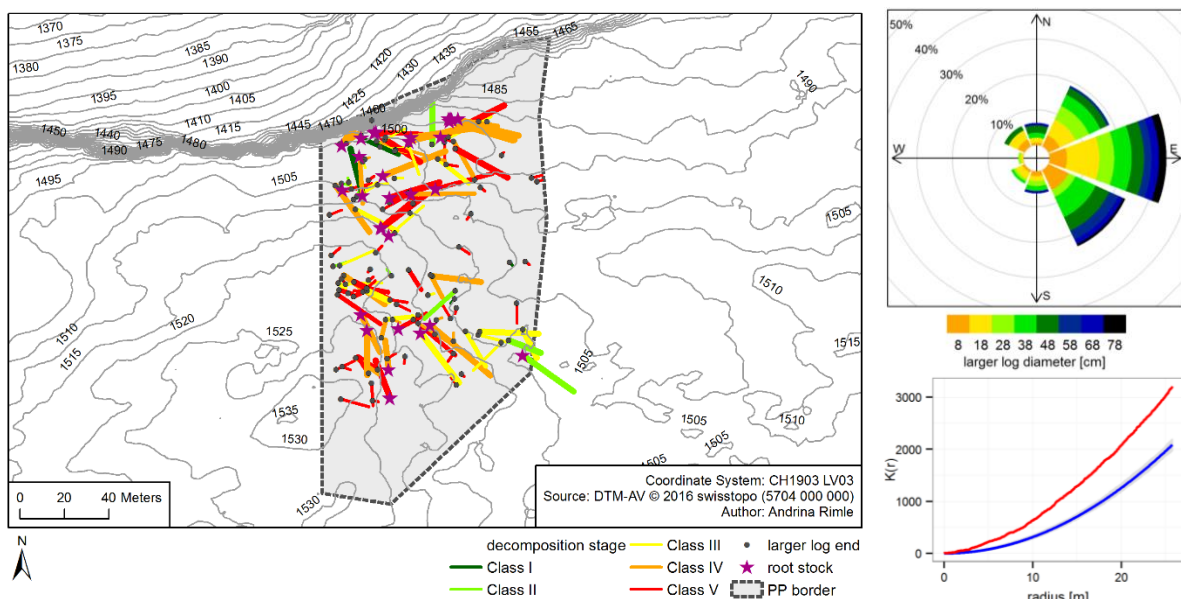 1370
1375
1380
1385
1390
1395
1400
1405
1410
1415
1420
1425
1430
1435
1455
1465
1450
1440
1490
1475
1480
1445
1470
1400
1500
1485
1490
1495
1505
1505
1510
1510
1515
1520
1525
1535
1530
1530
1505
1505
1505
1505
1505
1515
0 20 40 Meters
Coordinate System: CH1903 LV03
Source: DTM-AV © 2016 swisstopo (5704 000 000)
Author: Andrina Rimle
N
decomposition stage
Class I
Class II
Class III
Class IV
Class V
larger log end
root stock
PP border
50%
40%
30%
20%
10%
N
W
E
S
8 18 28 38 48 58 68 78
larger log diameter [cm]
K(r)
3000
2000
1000
0
0 10 20
radius [m]